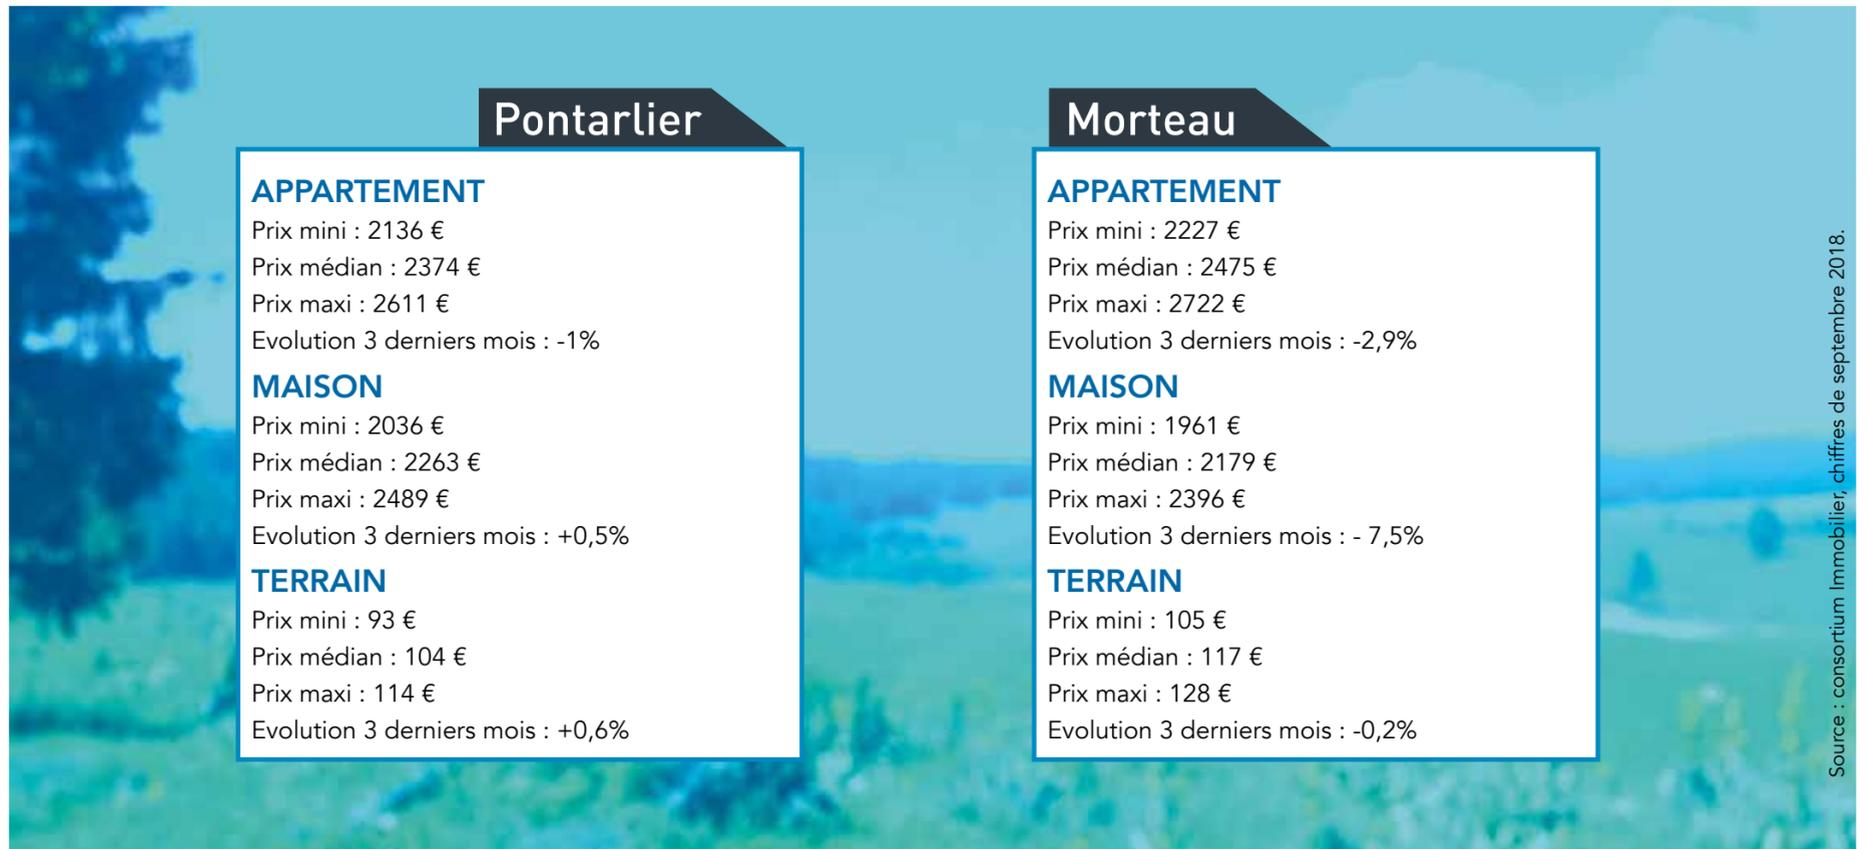 Pontarlier
APPARTEMENT
Prix mini : 2136 €
Prix médian : 2374 €
Prix maxi : 2611 €
Evolution 3 derniers mois : -1%
MAISON
Prix mini : 2036 €
Prix médian : 2263 €
Prix maxi : 2489 €
Evolution 3 derniers mois : +0,5%
TERRAIN
Prix mini : 93 €
Prix médian : 104 €
Prix maxi : 114 €
Evolution 3 derniers mois : +0,6%
Morteau
APPARTEMENT
Prix mini : 2227 €
Prix médian : 2475 €
Prix maxi : 2722 €
Evolution 3 derniers mois : -2,9%
MAISON
Prix mini : 1961 €
Prix médian : 2179 €
Prix maxi : 2396 €
Evolution 3 derniers mois : - 7,5%
TERRAIN
Prix mini : 105 €
Prix médian : 117 €
Prix maxi : 128 €
Evolution 3 derniers mois : -0,2%
Source : consortium Immobilier, chiffres de septembre 2018.